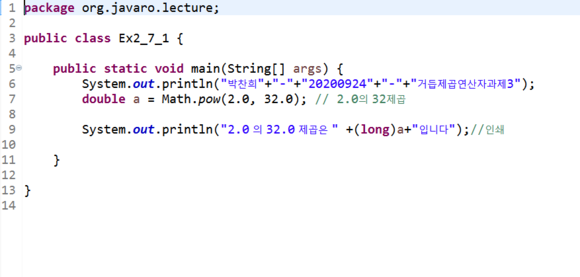 1 package org.javaro.lecture;
2
3 public class Ex2_7_1 {
4
5 public static void main(String[] args) {
6 System.out.println("박찬희"+"-"+"20200924"+"-"+"거듭제곱연산자과제3");
7 double a = Math.pow(2.0, 32.0); // 2.0의 32제곱
8
9 System.out.println("2.0 의 32.0 제곱은 " +(long)a+"입니다");//인쇄
10
11 }
12
13 }
14